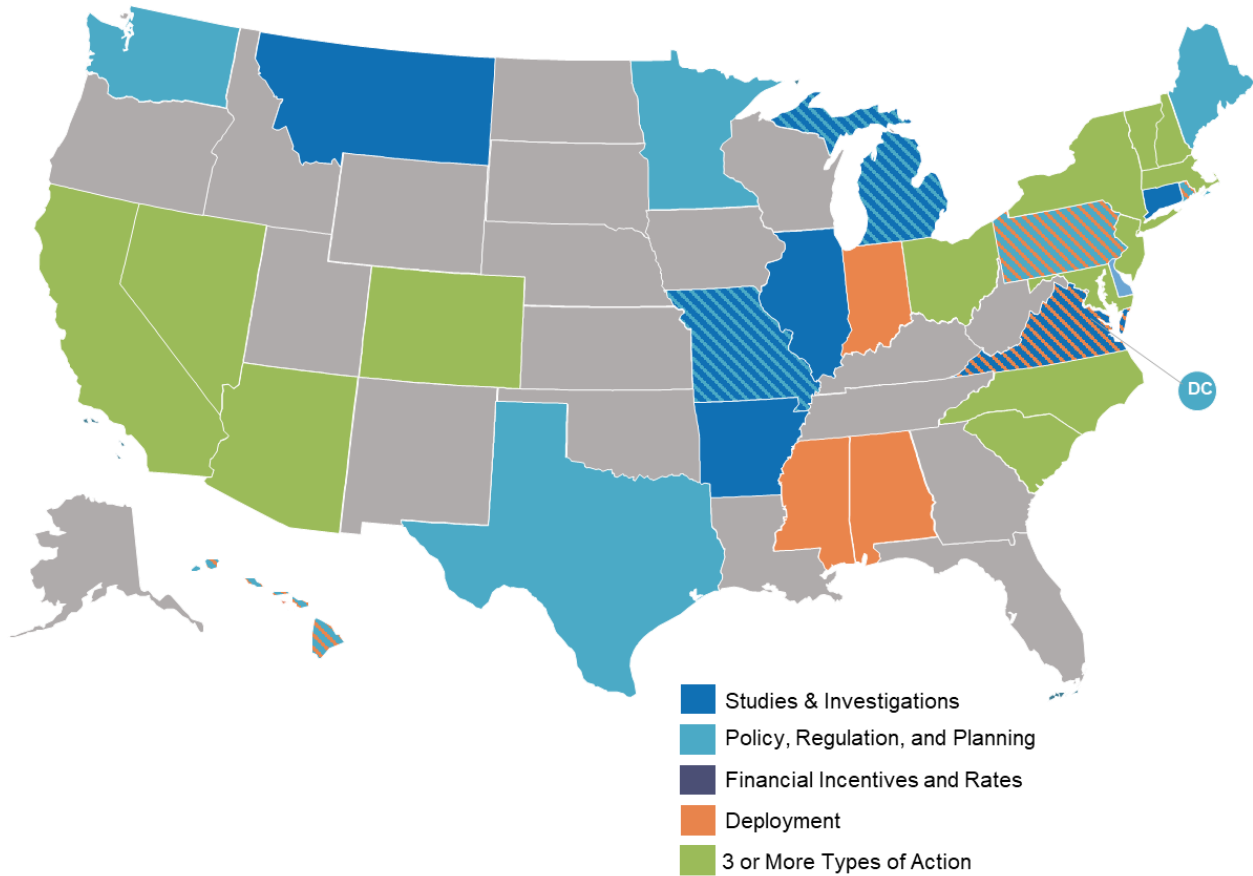 DC
Studies & Investigations
Policy, Regulation, and Planning
Financial Incentives and Rates
Deployment
3 or More Types of Action